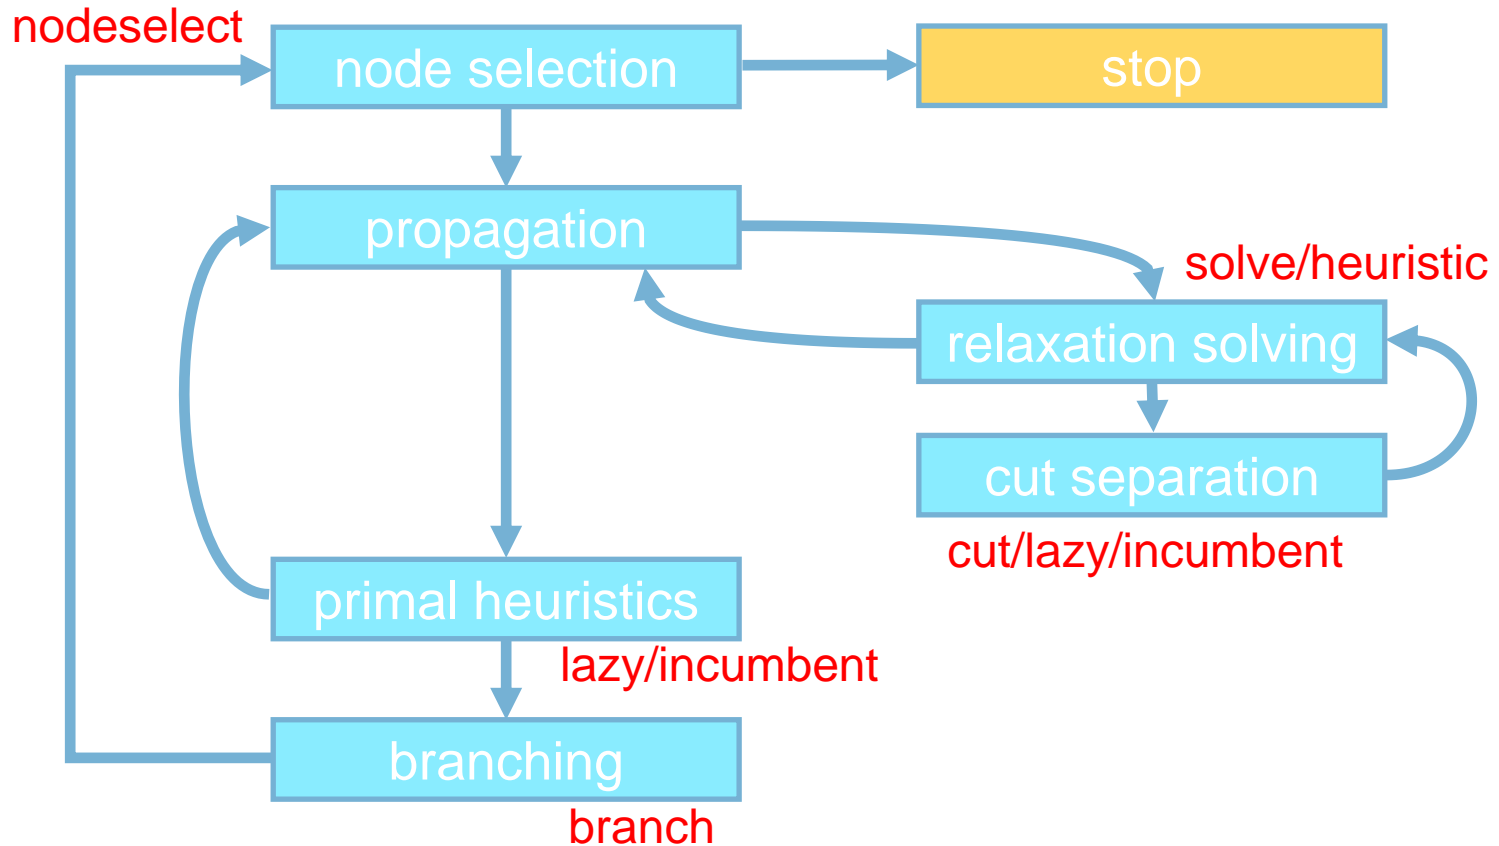 nodeselect
node selection
stop
propagation
solve/heuristic
relaxation solving
cut separation
cut/lazy/incumbent
primal heuristics
lazy/incumbent
branching
branch